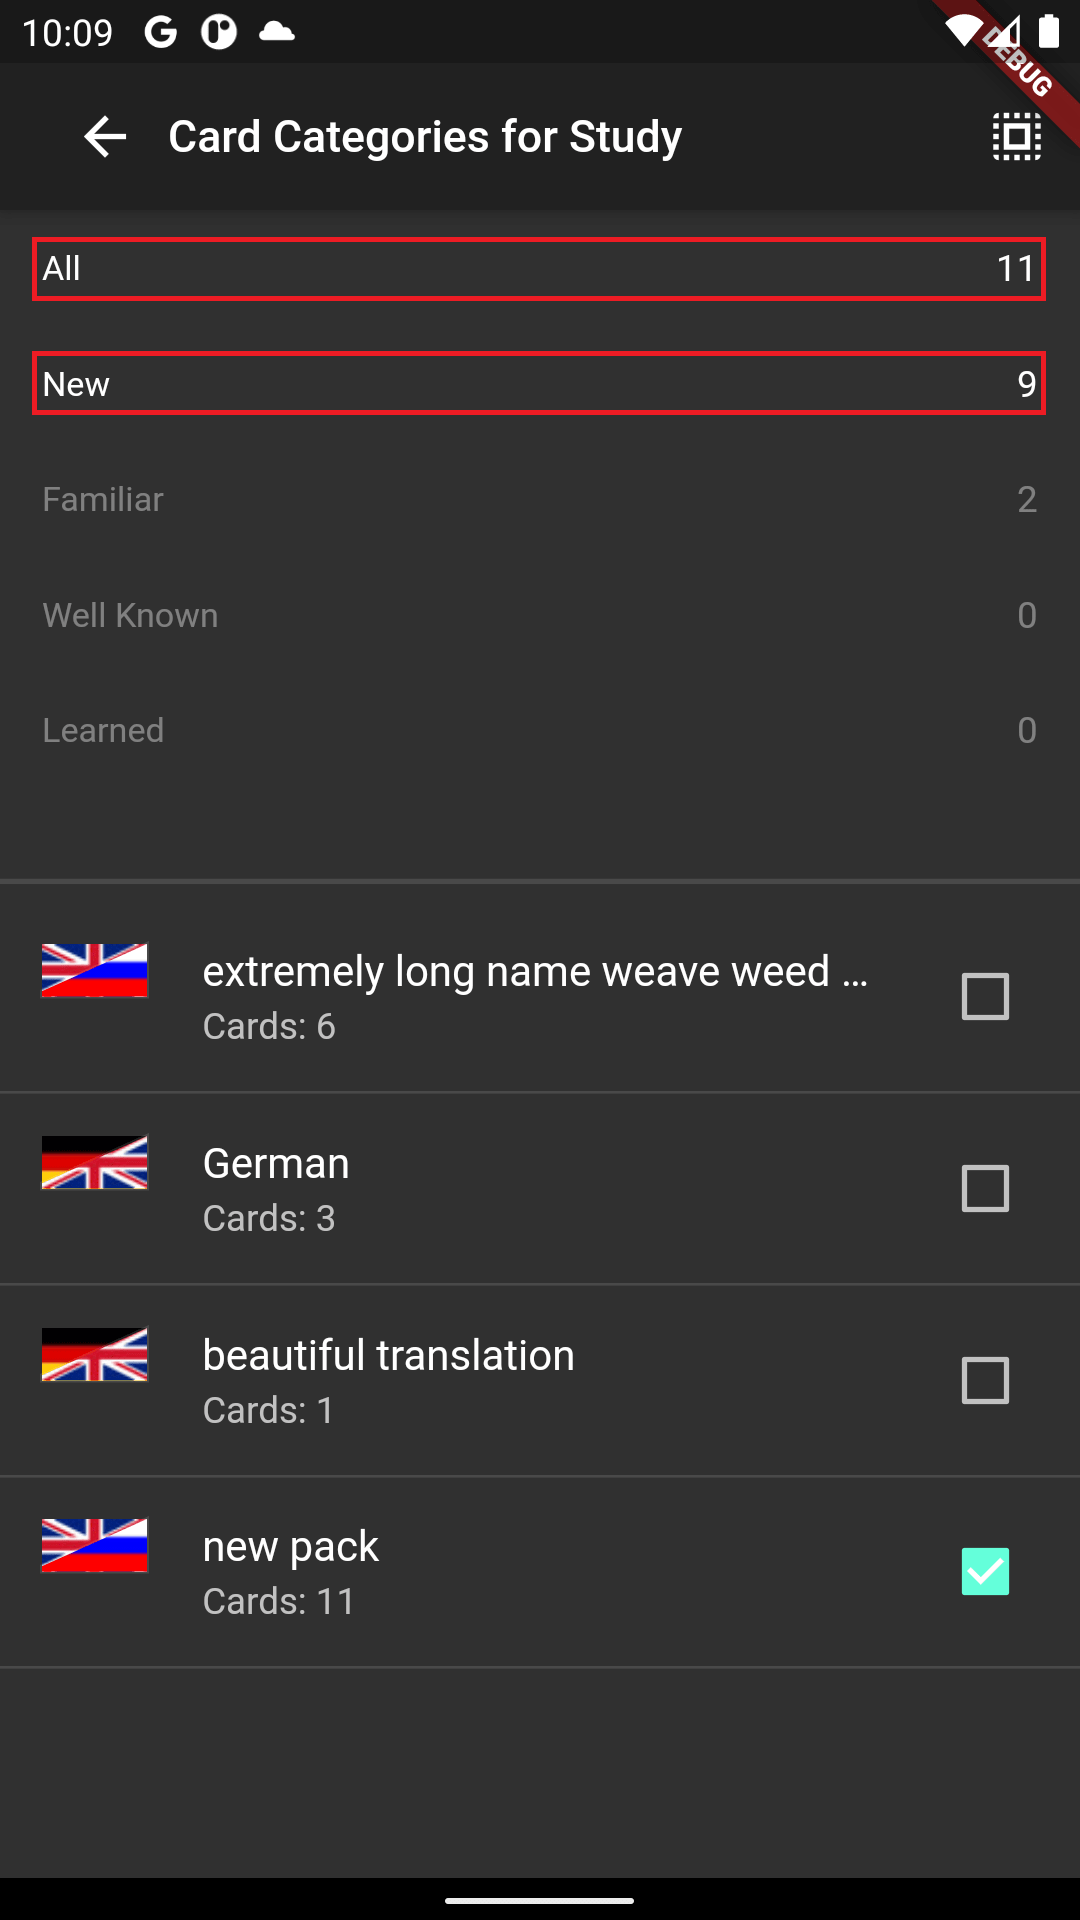 10:09
DEBUG
Card Categories for Study
All 11
New 9
Familiar 2
Well Known 0
Learned 0
extremely long name weave weed ...
Cards: 6
German
Cards: 3
beautiful translation
Cards: 1
new pack
Cards: 11